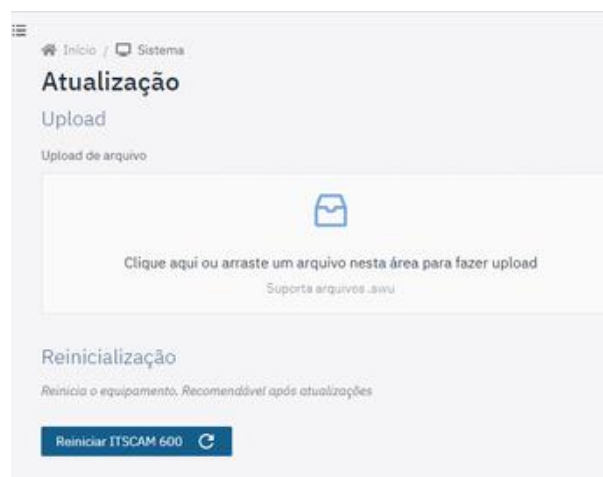 Início / Sistema
Atualização
Upload
Upload de arquivo
Clique aqui ou arraste um arquivo nesta área para fazer upload
Suporta arquivos .swu
Reinicialização
Reinicia o equipamento. Recomendável após atualizações
Reiniciar ITSCAM 600